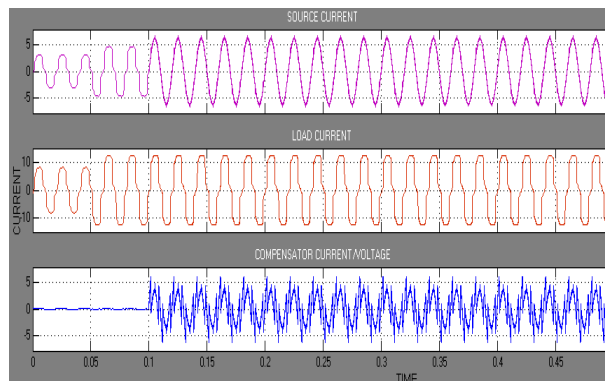 SOURCE CURRENT
5
0
-5
LOAD CURRENT
10
0
10
CURRENT
COMPENSATOR CURRENT/VOLTAGE
5
0
-5
0 0.05 0.1 0.15 0.2 0.25 0.3 0.35 0.4 0.45
TIME